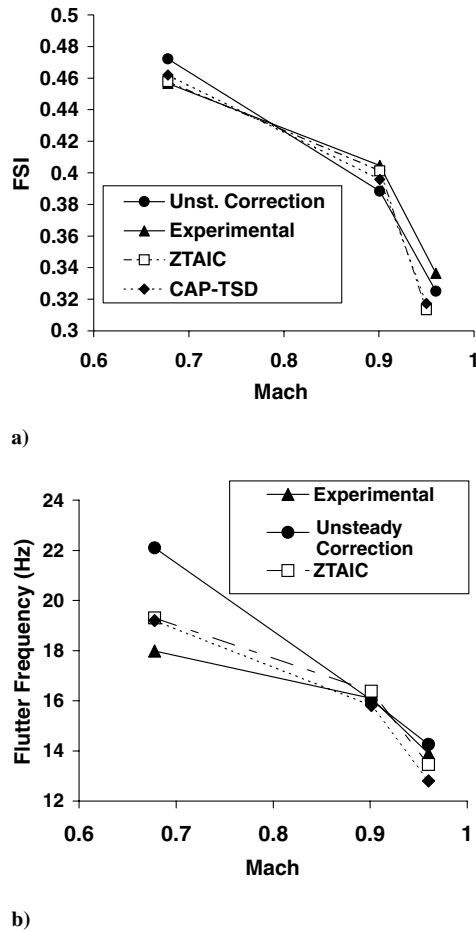 0.5
0.48
0.46
0.44
0.42
0.4
0.38
0.36
0.34
0.32
0.3
FSI
Unst. Correction
Experimental
ZTAIC
CAP-TSD
0.6 0.7 0.8 0.9 1
Mach
a)
24
22
20
18
16
14
12
Flutter Frequency (Hz)
Experimental
Unsteady
Correction
ZTAIC
0.6 0.7 0.8 0.9 1
Mach
b)